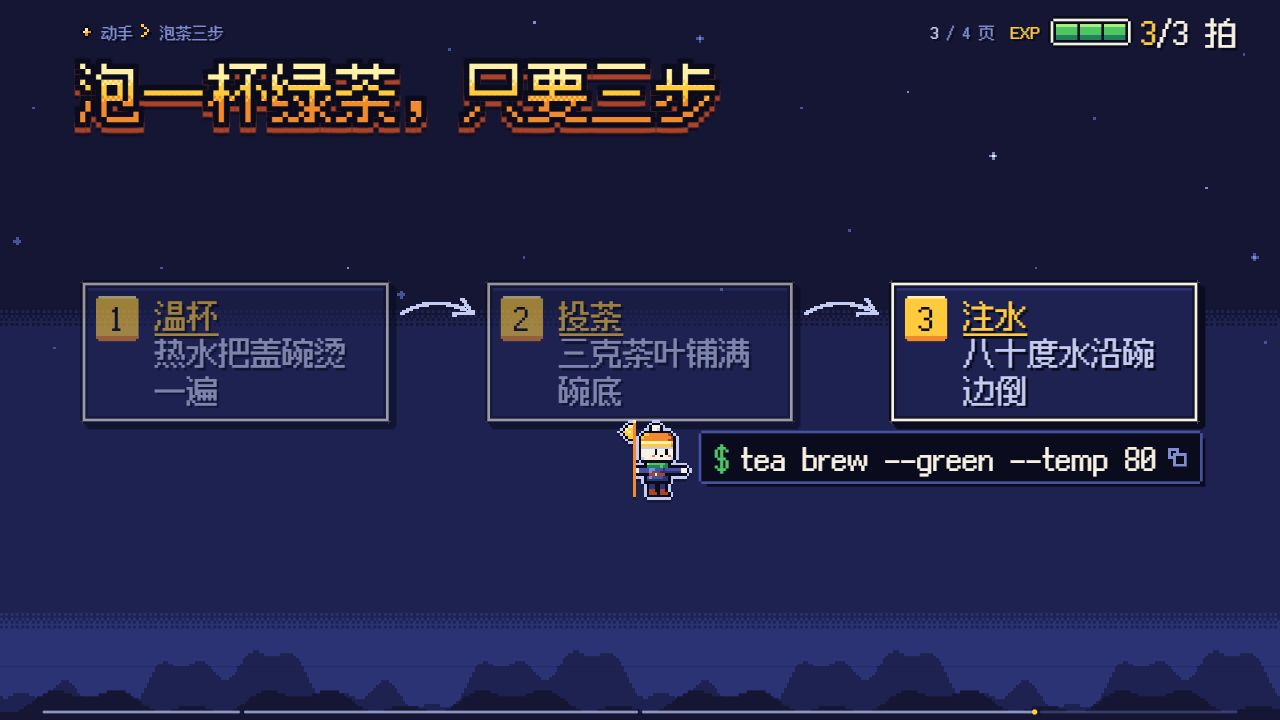 动手 > 泡茶三步
3 / 4 页 EXP 3/3 拍
泡一杯绿茶，只要三步
1 温杯
热水把盖碗烫
一遍
2 投茶
三克茶叶铺满
碗底
3 注水
八十度水沿碗
边倒
$ tea brew --green --temp 80